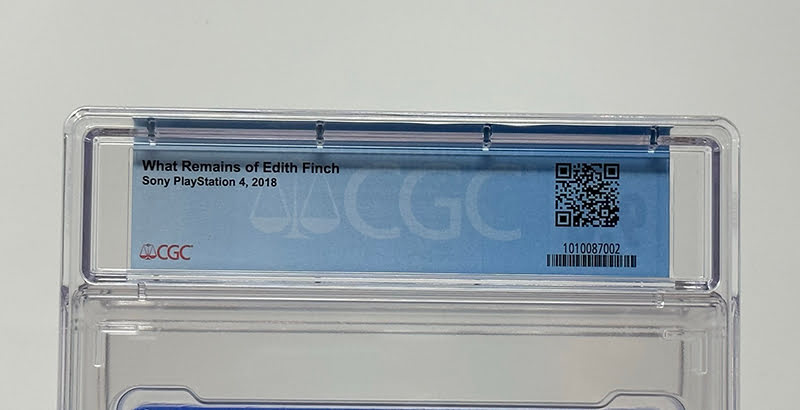 What Remains of Edith Finch
Sony PlayStation 4, 2018
CGC
CGC
1010087002